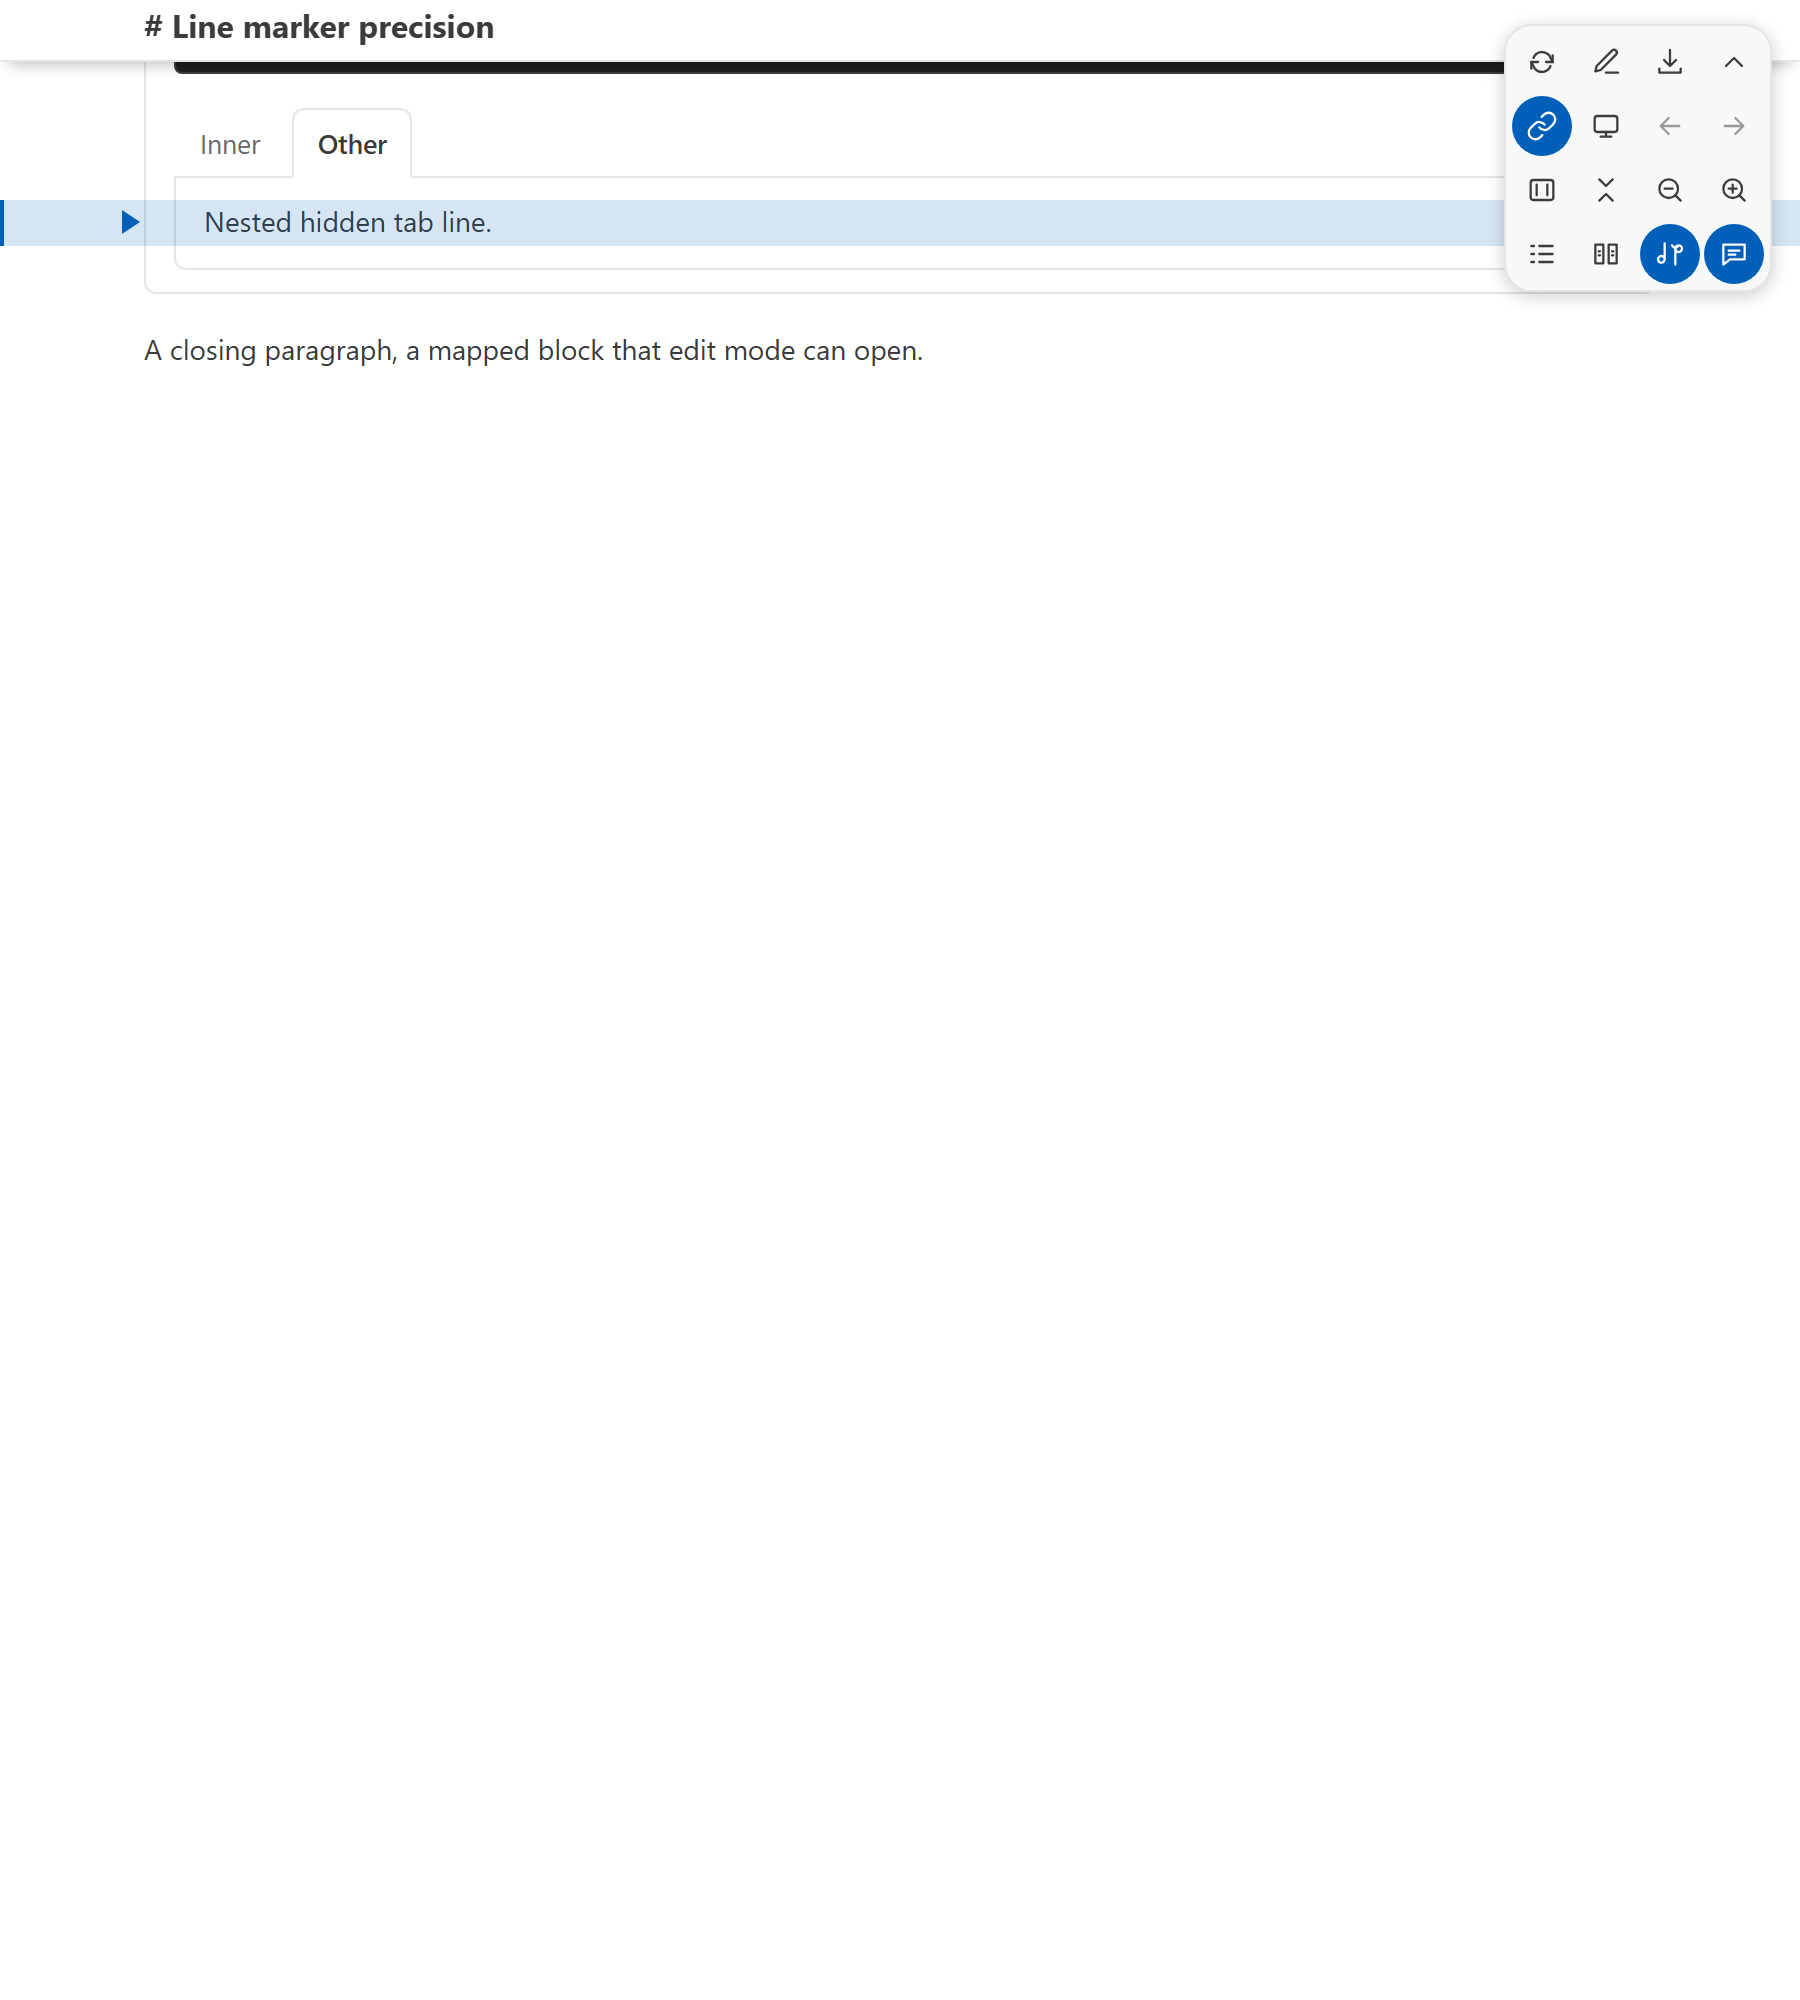 # Line marker precision
Inner Other
Nested hidden tab line.
A closing paragraph, a mapped block that edit mode can open.